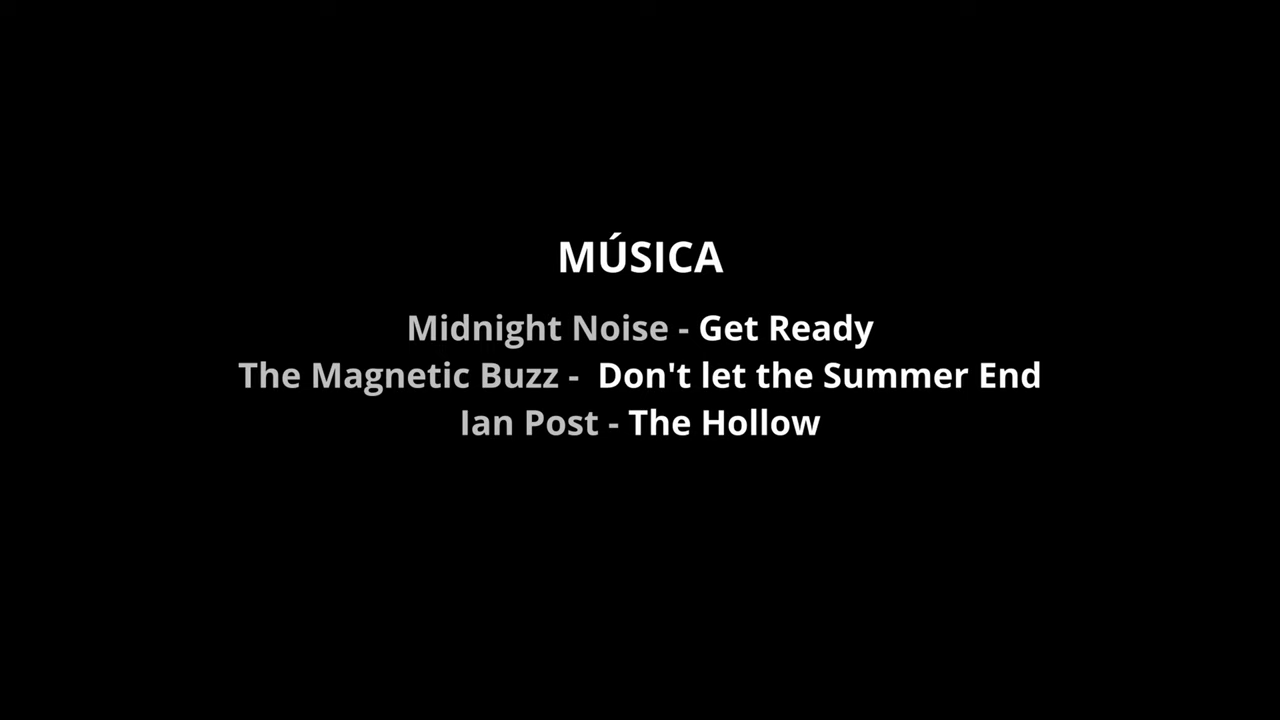 MÚSICA
Midnight Noise - Get Ready
The Magnetic Buzz -  Don't let the Summer End
Ian Post - The Hollow